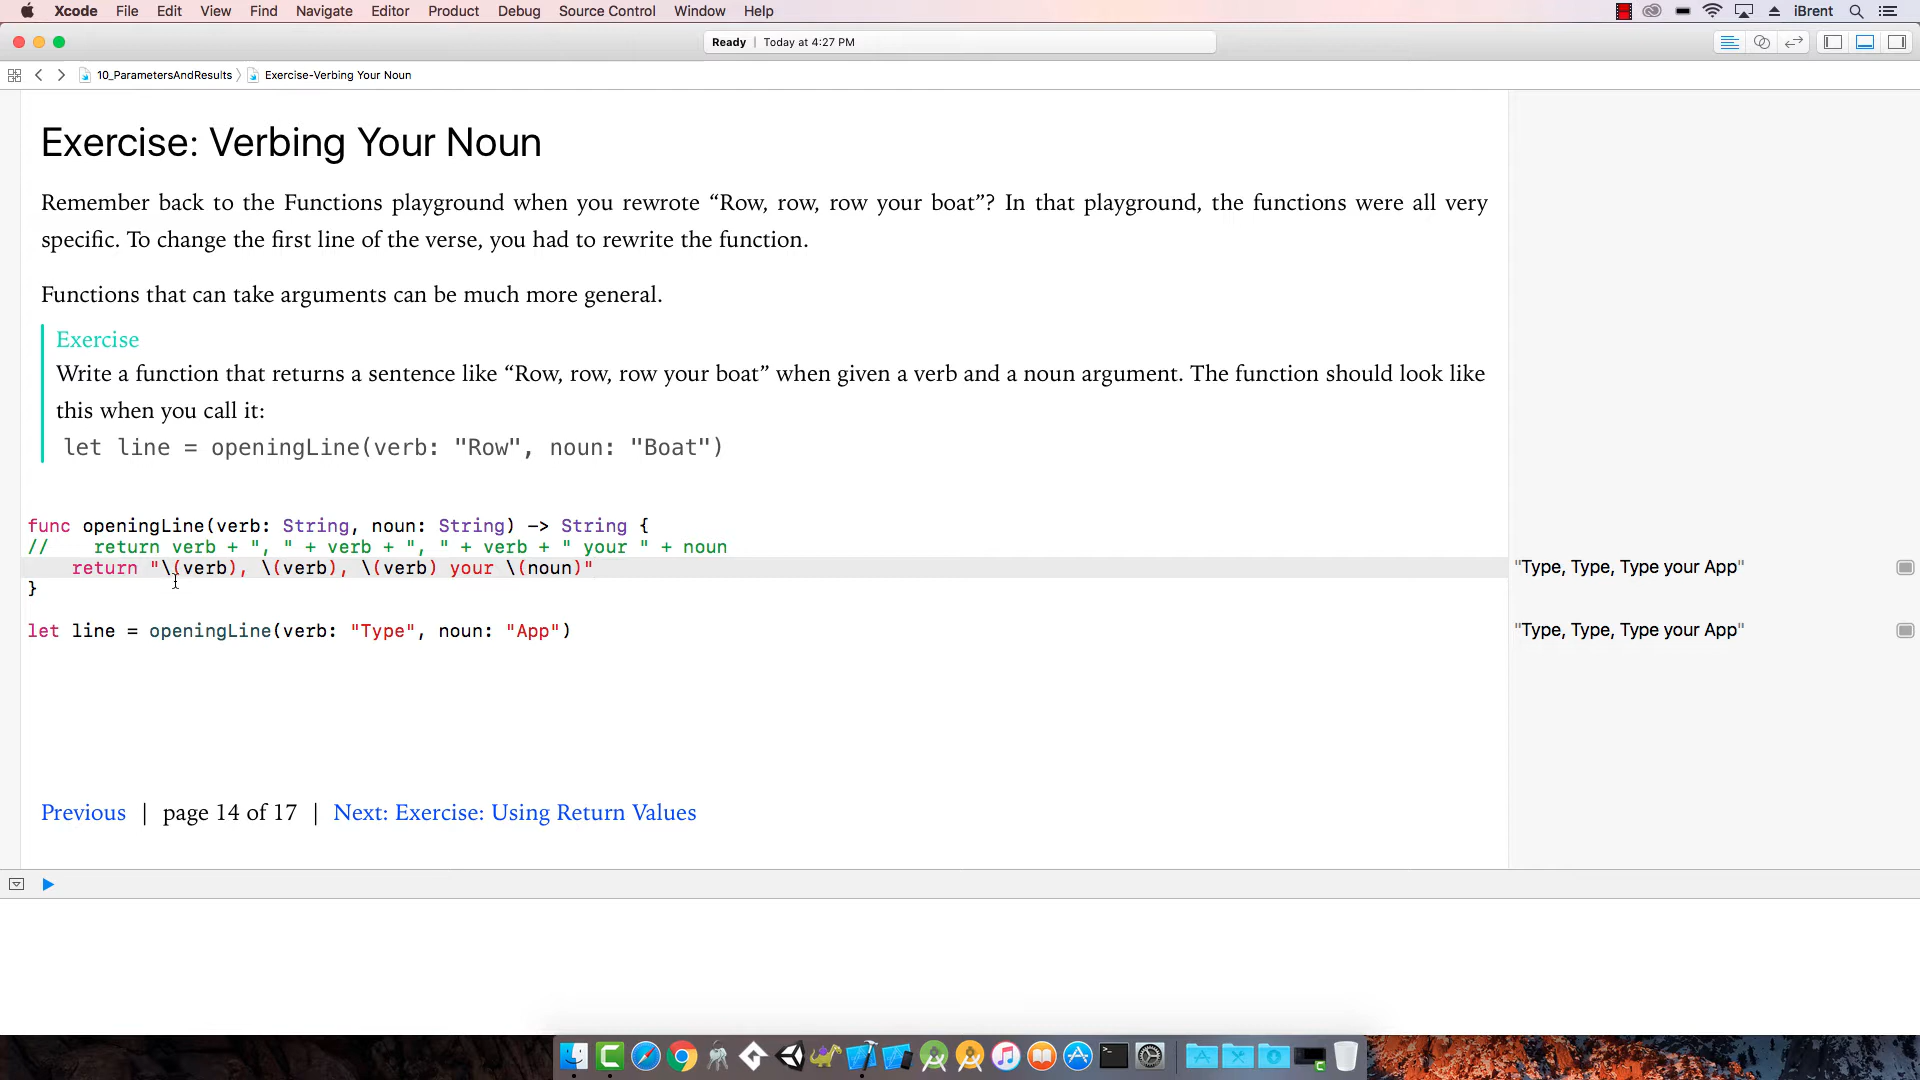 Xcode File Edit View Find Navigate Editor Product Debug Source Control Window Help iBrent
Ready | Today at 4:27 PM
10_ParametersAndResults Exercise-Verbing Your Noun
Exercise: Verbing Your Noun
Remember back to the Functions playground when you rewrote “Row, row, row your boat”? In that playground, the functions were all very
specific. To change the first line of the verse, you had to rewrite the function.
Functions that can take arguments can be much more general.
Exercise
Write a function that returns a sentence like “Row, row, row your boat” when given a verb and a noun argument. The function should look like
this when you call it:
let line = openingLine(verb: "Row", noun: "Boat")
func openingLine(verb: String, noun: String) -> String {
//    return verb + ", " + verb + ", " + verb + " your " + noun
return "\(verb), \(verb), \(verb) your \(noun)"
"Type, Type, Type your App"
}
let line = openingLine(verb: "Type", noun: "App")
"Type, Type, Type your App"
Previous | page 14 of 17 | Next: Exercise: Using Return Values